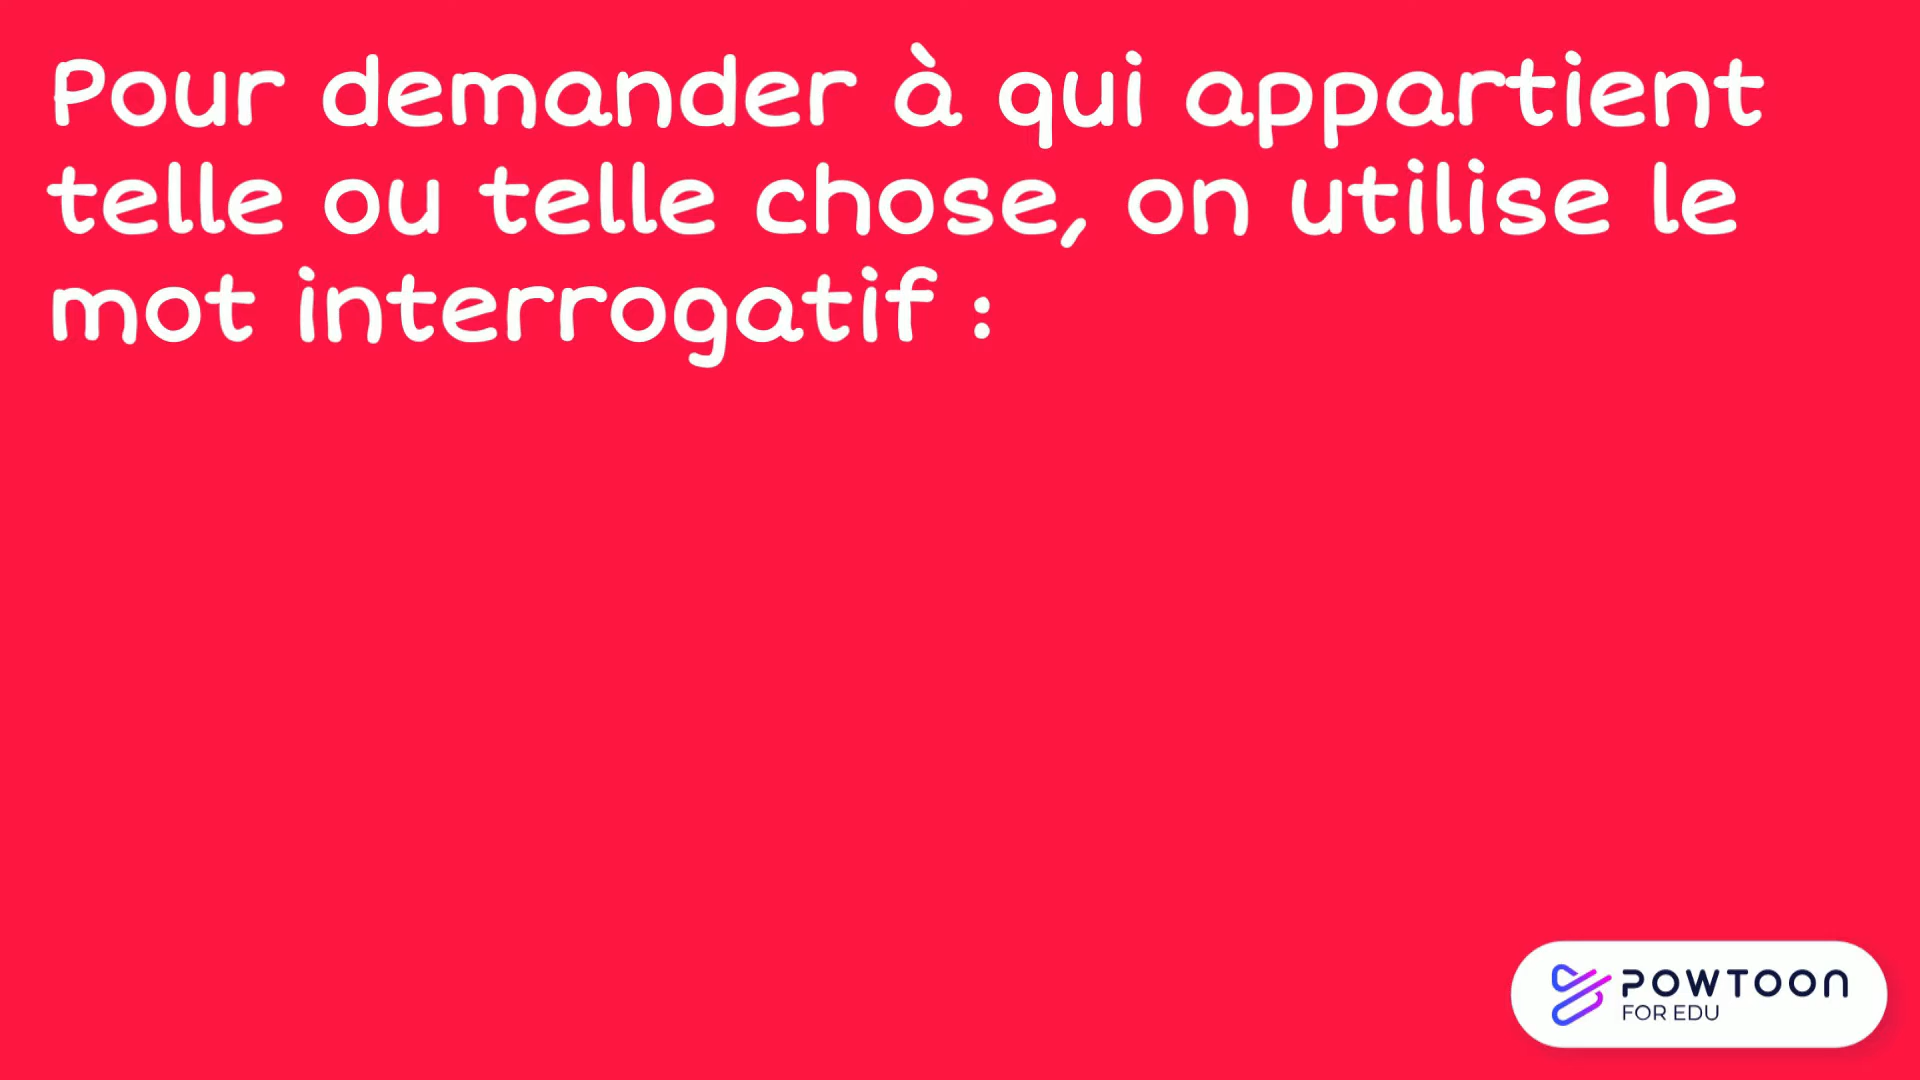 Pour demander à qui appartient
telle ou telle chose, on utilise le
mot interrogatif :
POWTOON
FOR EDU